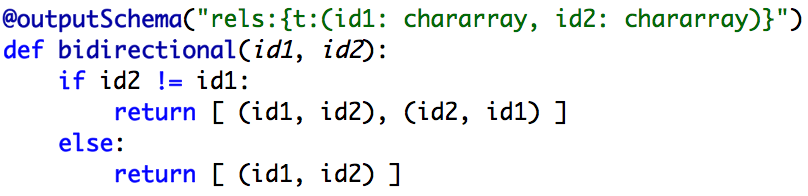 @outputSchema("rels:{t:(id1: chararray, id2: chararray)}")
def bidirectional(id1, id2):
    if id2 != id1:
        return [ (id1, id2), (id2, id1) ]
    else:
        return [ (id1, id2) ]